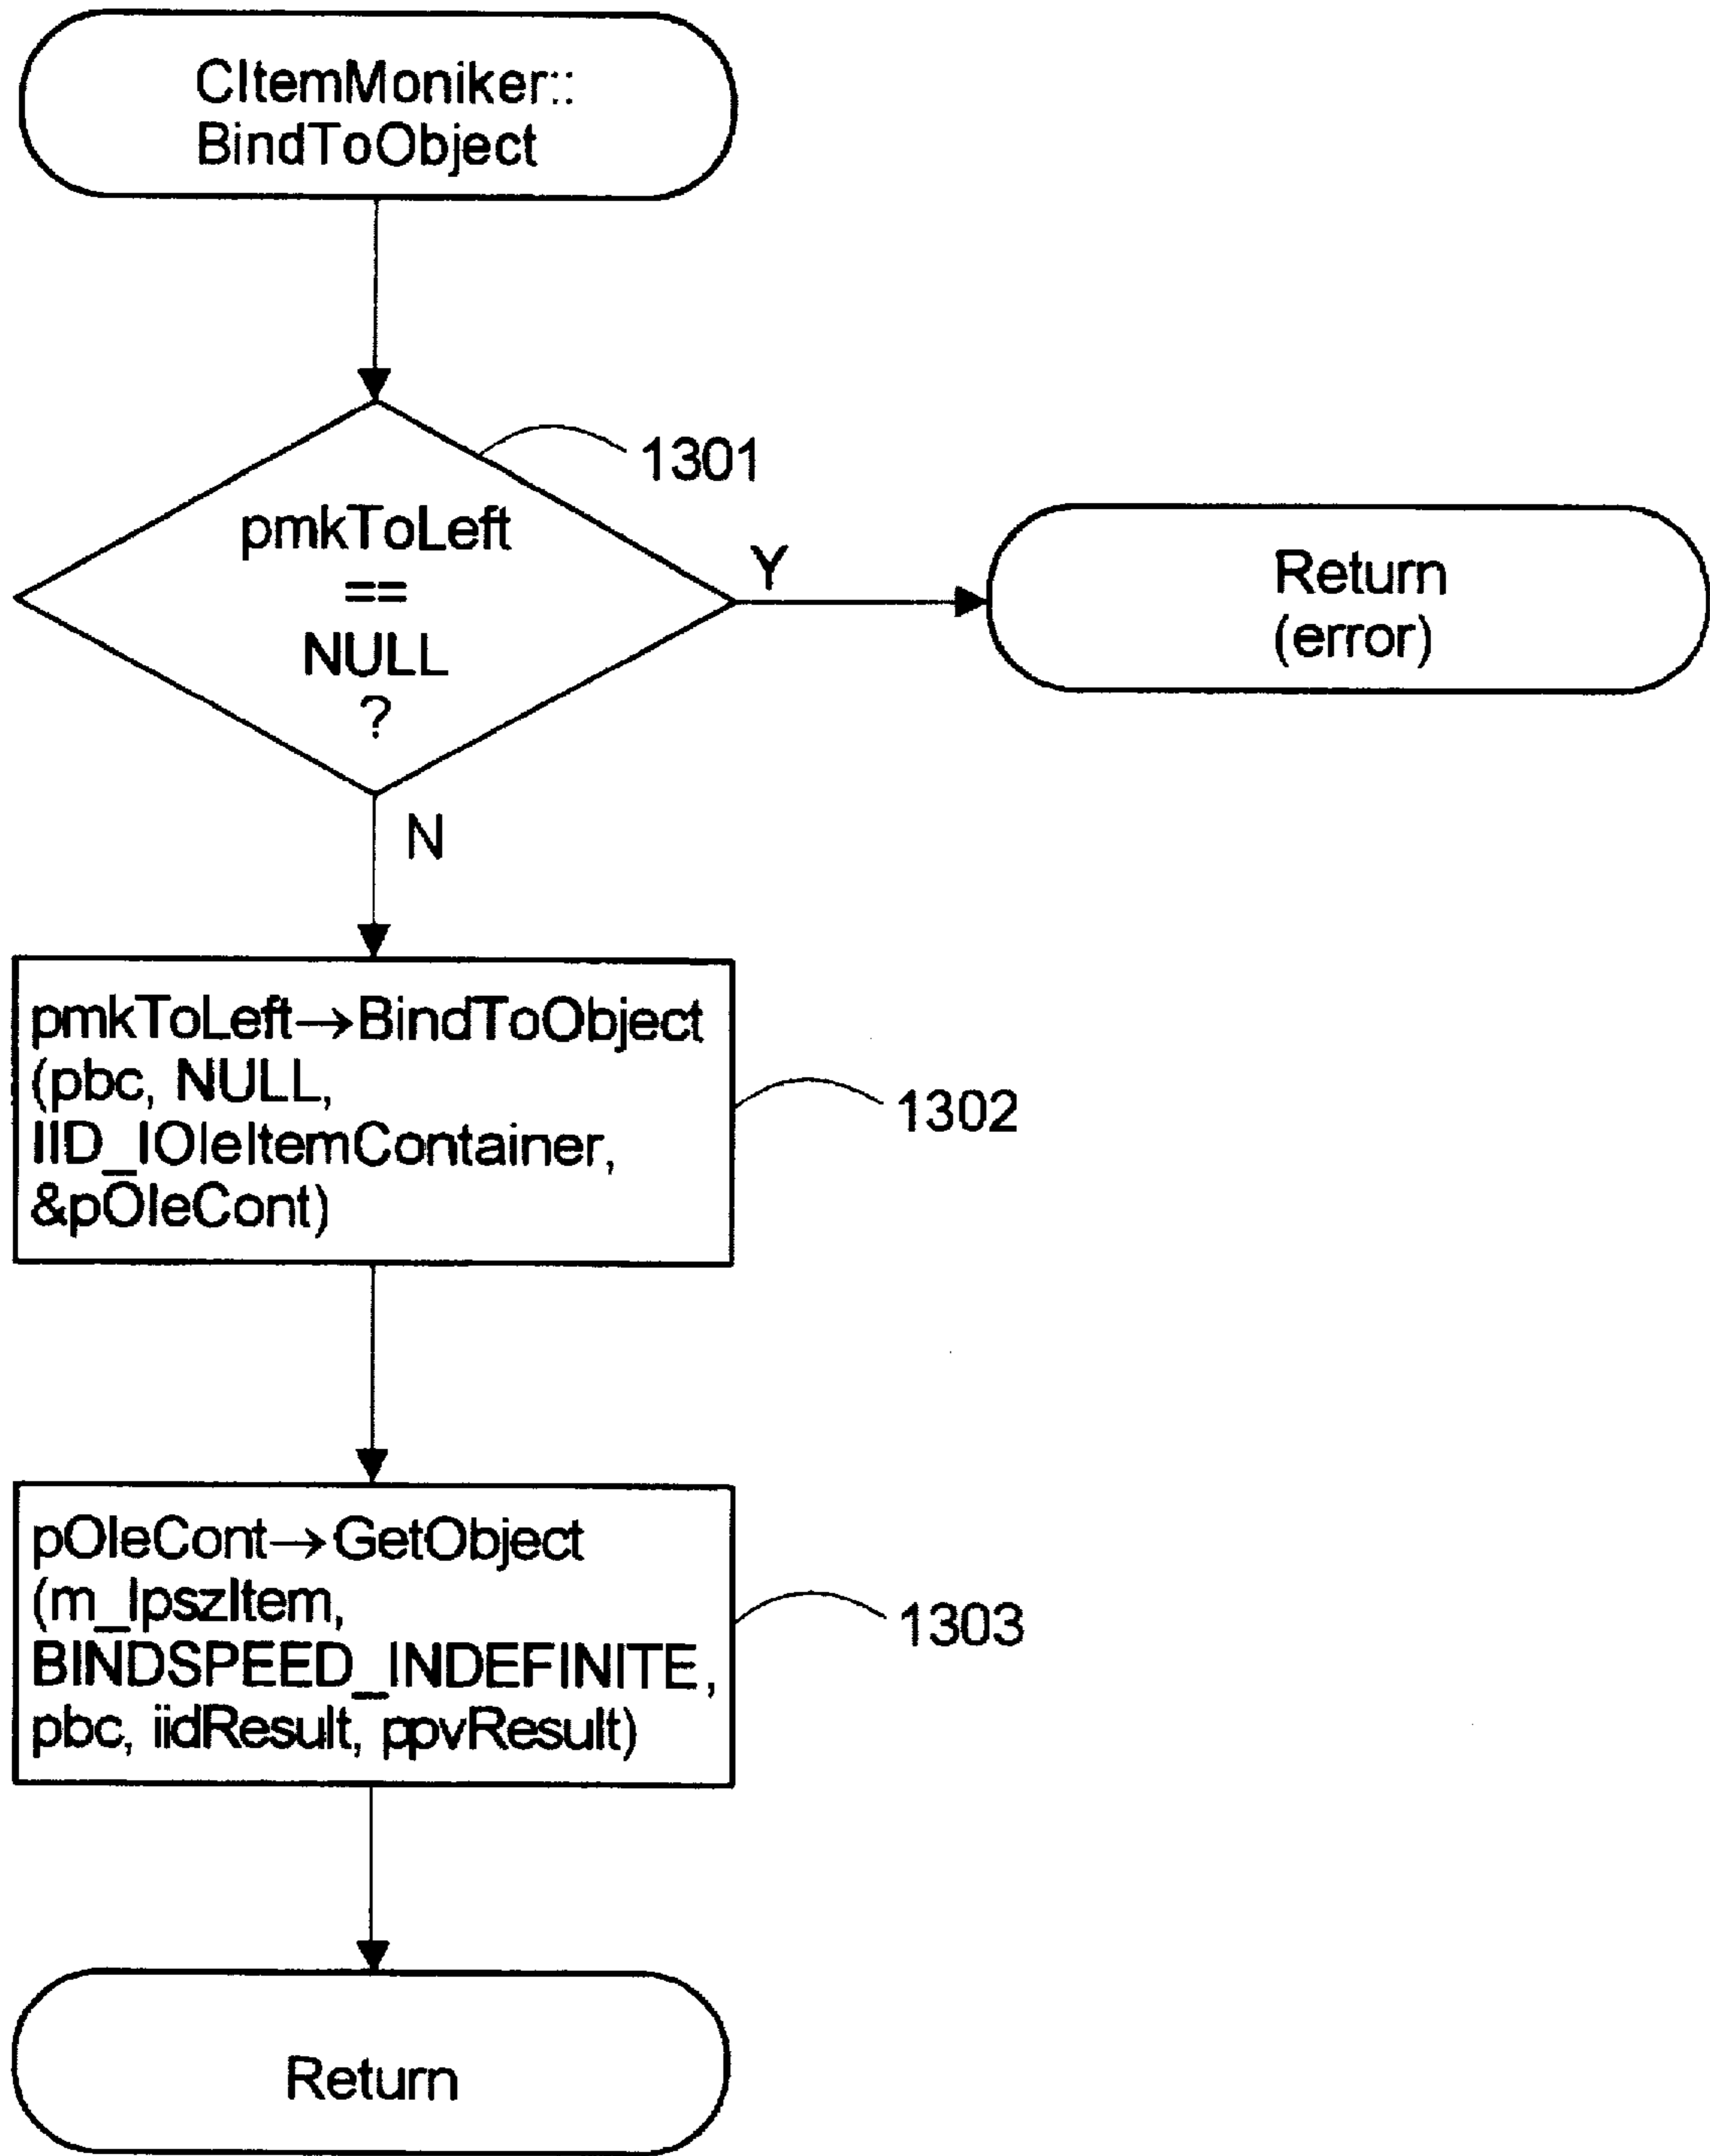 CItemMoniker::
BindToObject
1301
pmkToLeft
==
NULL
?
Y
Return
(error)
N
pmkToLeft→BindToObject
(pbc, NULL,
IID_IOleItemContainer,
&pOleCont)
1302
pOleCont→GetObject
(m_lpszItem,
BINDSPEED_INDEFINITE,
pbc, iidResult, ppvResult)
1303
Return